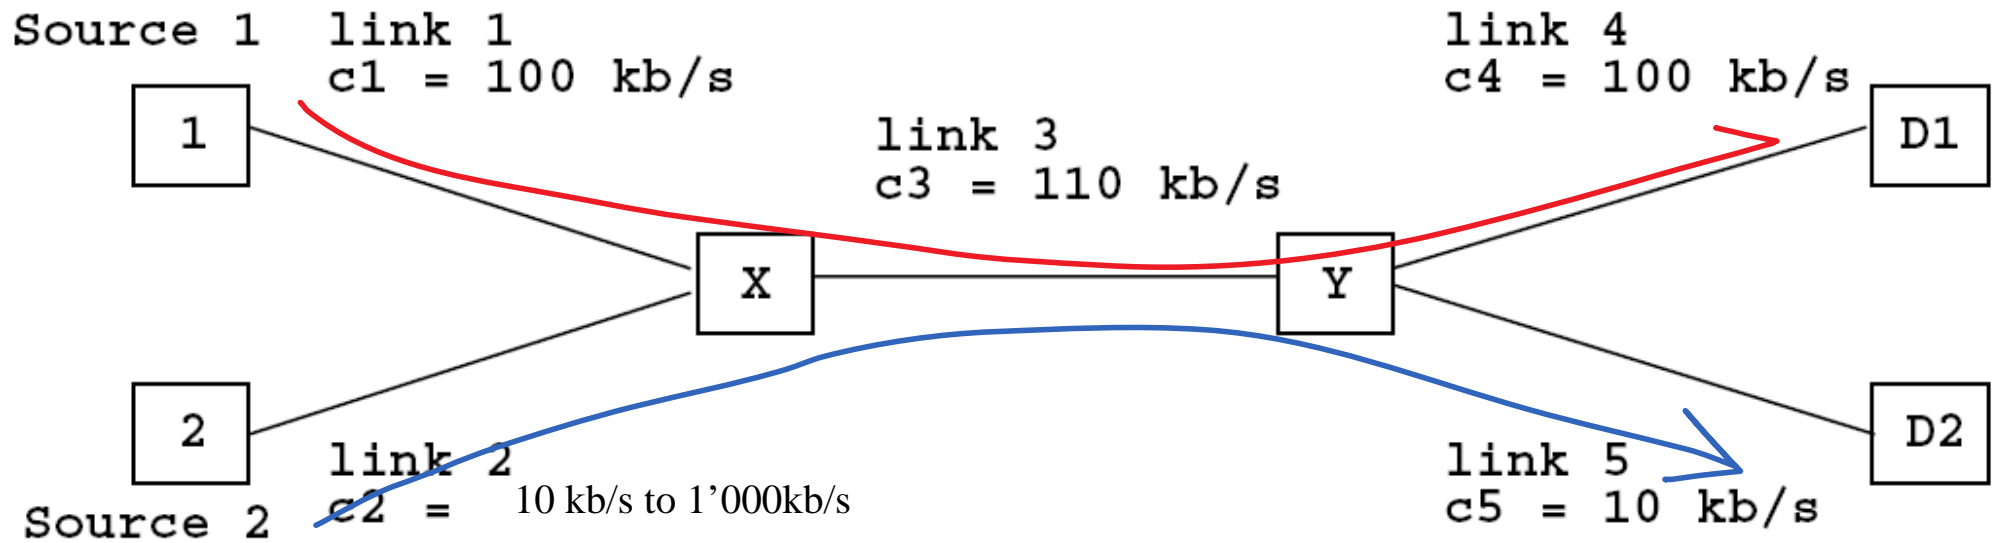 Source 1
link 1
c1 = 100 kb/s
link 4
c4 = 100 kb/s
1
D1
link 3
c3 = 110 kb/s
X
Y
2
D2
link 2
c2 =
10 kb/s to 1’000kb/s
Source 2
link 5
c5 = 10 kb/s